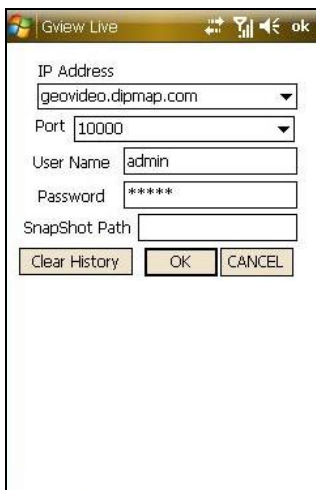 Gview Live ok
IP Address
geovideo.dipmap.com
Port 10000
User Name admin
Password *****
SnapShot Path
Clear History OK CANCEL